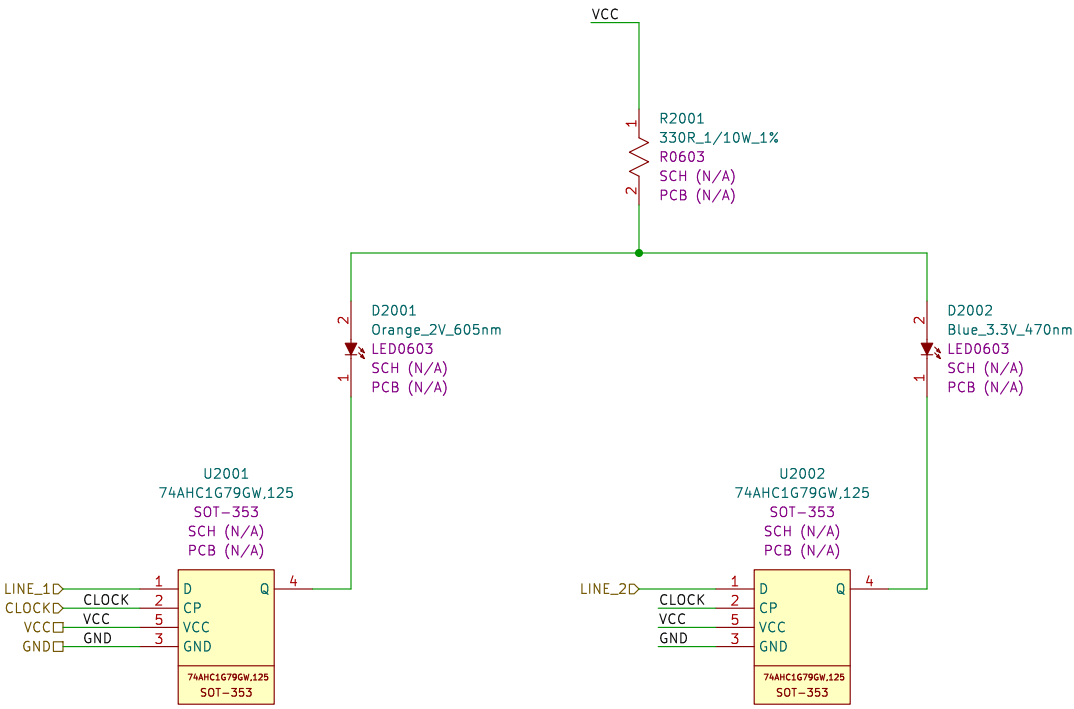 VCC
1
R2001
330R_1/10W_1%
R0603
SCH (N/A)
PCB (N/A)
2
2
D2001
Orange_2V_605nm
LED0603
SCH (N/A)
PCB (N/A)
1
2
D2002
Blue_3.3V_470nm
LED0603
SCH (N/A)
PCB (N/A)
1
U2001
74AHC1G79GW,125
SOT-353
SCH (N/A)
PCB (N/A)
LINE_1 1 D Q 4
CLOCK CLOCK 2 CP
VCC VCC 5 VCC
GND GND 3 GND
74AHC1G79GW,125
SOT-353
U2002
74AHC1G79GW,125
SOT-353
SCH (N/A)
PCB (N/A)
LINE_2 1 D Q 4
CLOCK 2 CP
VCC 5 VCC
GND 3 GND
74AHC1G79GW,125
SOT-353